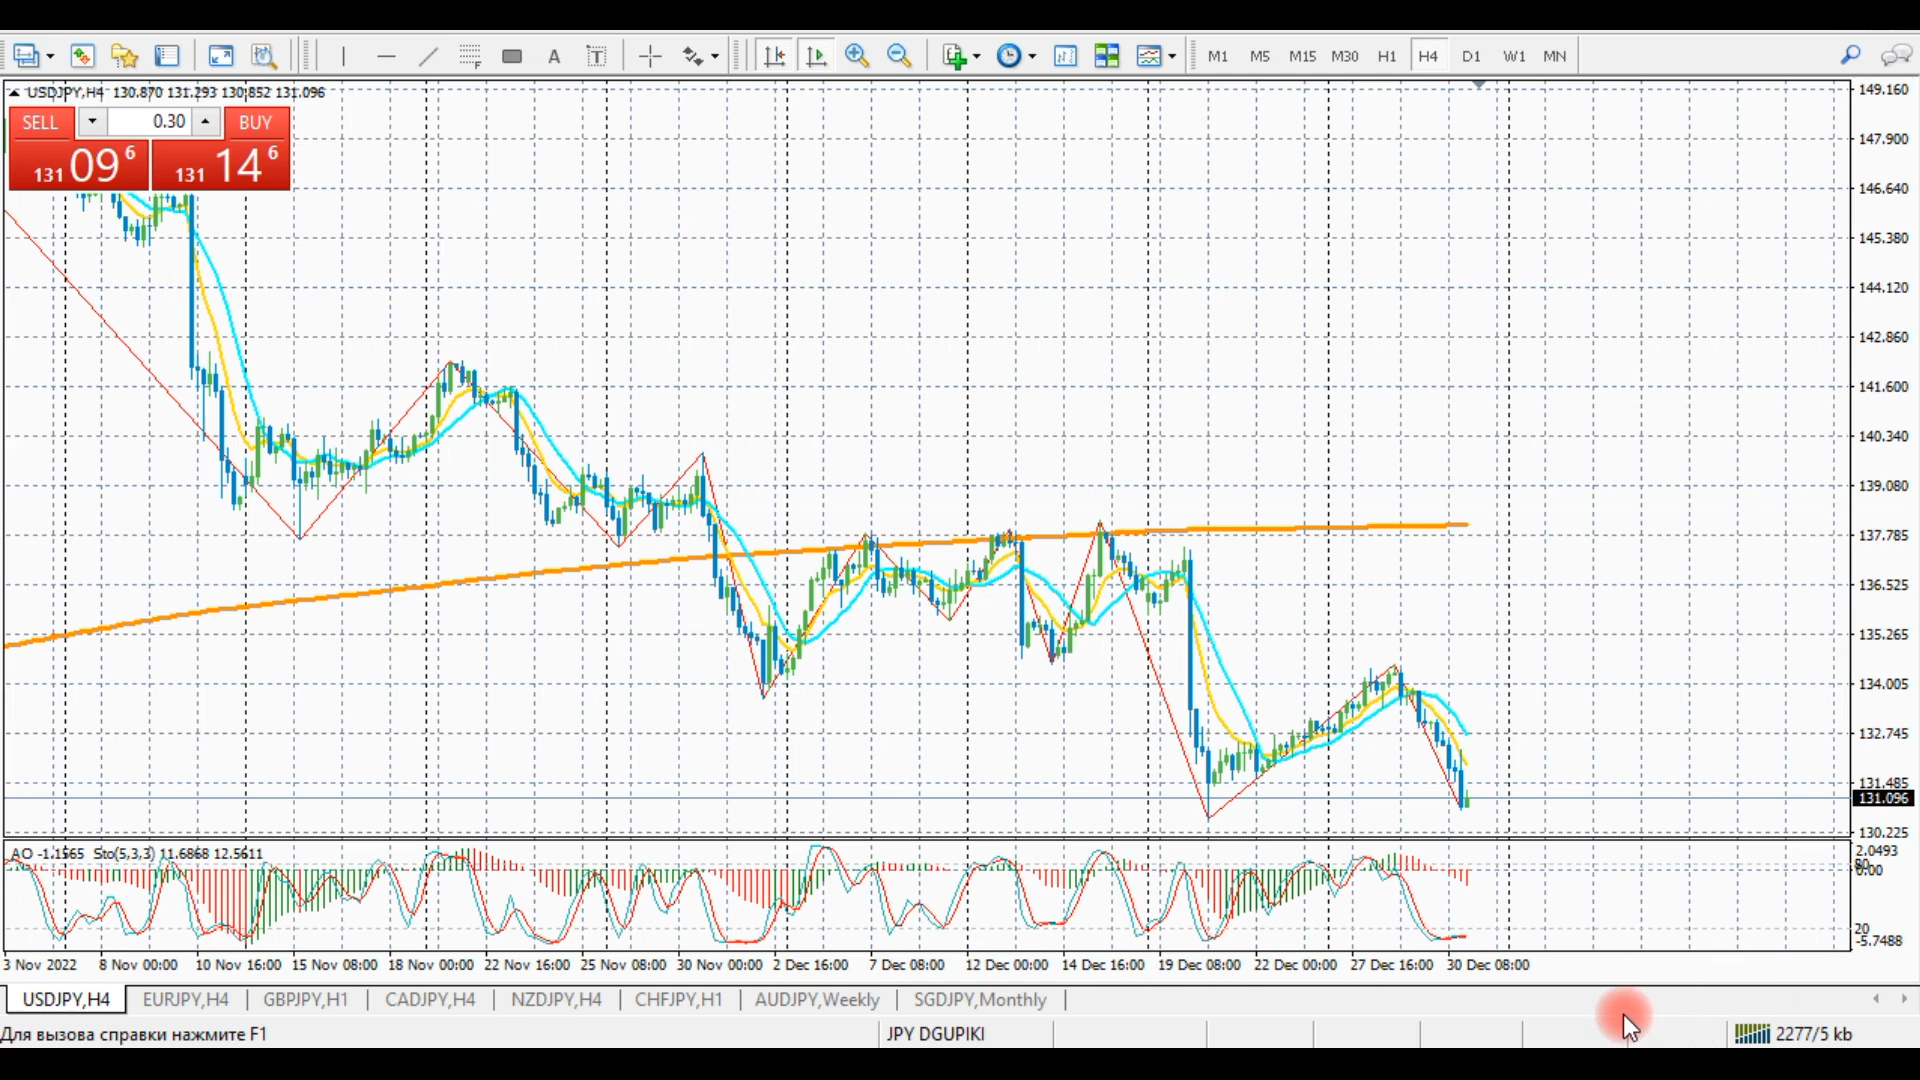 A T
M1 M5 M15 M30 H1 H4 D1 W1 MN
USDJPY,H4 130.870 131.293 130.852 131.096
SELL 0.30 BUY
131 09 6 131 14 6
149.160
147.900
146.640
145.380
144.120
142.860
141.600
140.340
139.080
137.785
136.525
135.265
134.005
132.745
131.485
131.096
130.225
AO -1.1565 Sto(5,3,3) 11.6868 12.5611
2.0493
80
0.00
20
-5.7488
3 Nov 2022 8 Nov 00:00 10 Nov 16:00 15 Nov 08:00 18 Nov 00:00 22 Nov 16:00 25 Nov 08:00 30 Nov 00:00 2 Dec 16:00 7 Dec 08:00 12 Dec 00:00 14 Dec 16:00 19 Dec 08:00 22 Dec 00:00 27 Dec 16:00 30 Dec 08:00
USDJPY,H4 EURJPY,H4 GBPJPY,H1 CADJPY,H4 NZDJPY,H4 CHFJPY,H1 AUDJPY,Weekly SGDJPY,Monthly
Для вызова справки нажмите F1 JPY DGUPIKI 2277/5 kb